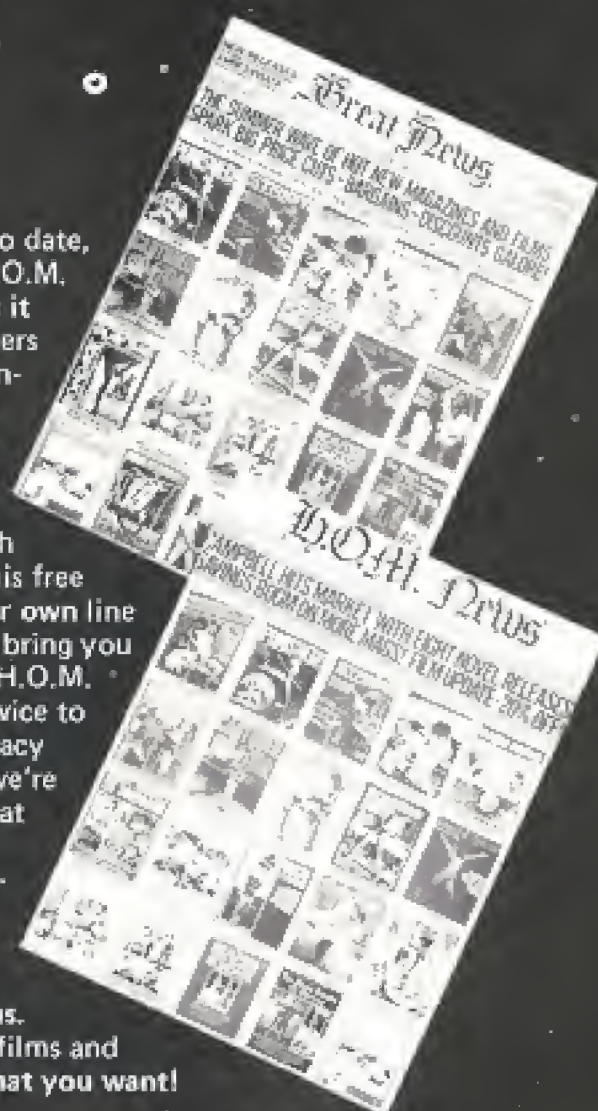 o date,
O.M.
it
ers
n-
h
is free
r own line
bring you
H.O.M.
vice to
acy
we're
at
us.
films and
hat you want!
Great News
THE SUMMER WAVE OF HOT NEW MAGAZINES AND FILMS
SPARK BIG PRICE CUTS - BARGAINS - DISCOUNTS GALORE!
H.O.M. News
CAMPBELL HITS MARKET WITH EIGHT NOVEL RELEASES!
SAVINGS BLOOM ON MORE MAGS! FILM UPDATE: 20% OFF